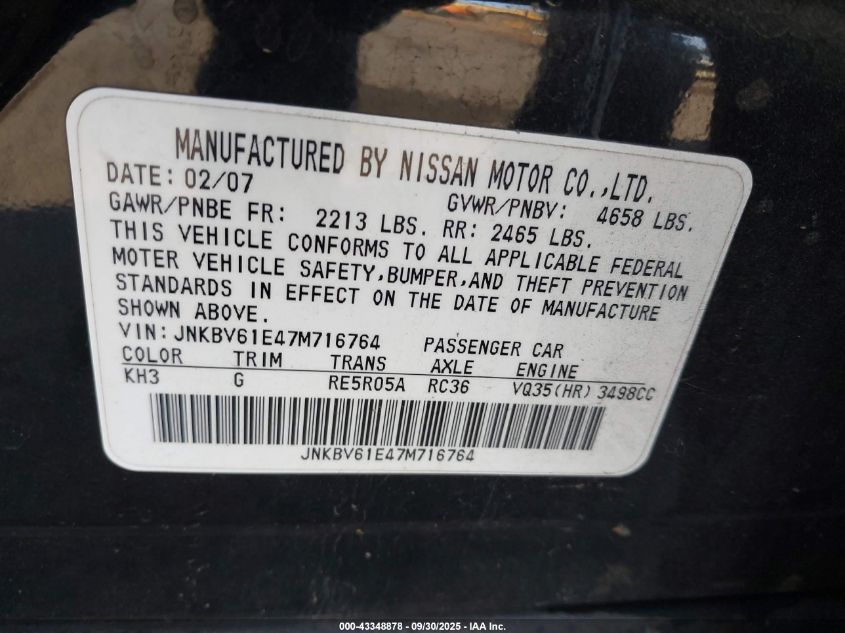 MANUFACTURED BY NISSAN MOTOR CO.,LTD.
DATE: 02/07 GVWR/PNBV: 4658 LBS.
GAWR/PNBE FR: 2213 LBS. RR: 2465 LBS.
THIS VEHICLE CONFORMS TO ALL APPLICABLE FEDERAL
MOTER VEHICLE SAFETY,BUMPER,AND THEFT PREVENTION
STANDARDS IN EFFECT ON THE DATE OF MANUFACTURE
SHOWN ABOVE.
VIN: JNKBV61E47M716764 PASSENGER CAR
COLOR TRIM TRANS AXLE ENGINE
KH3 G RE5R05A RC36 VQ35(HR) 3498CC
JNKBV61E47M716764
000-43348878 - 09/30/2025 - IAA Inc.